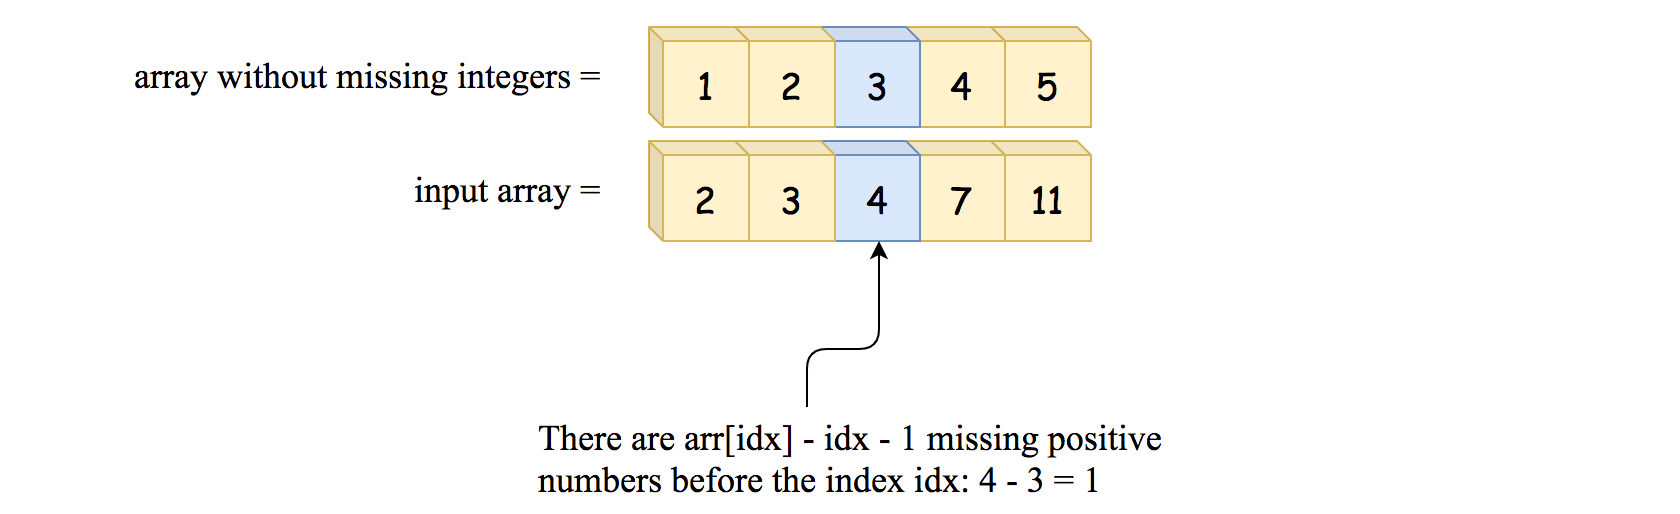 array without missing integers = 1 2 3 4 5
input array = 2 3 4 7 11
There are arr[idx] - idx - 1 missing positive
numbers before the index idx: 4 - 3 = 1